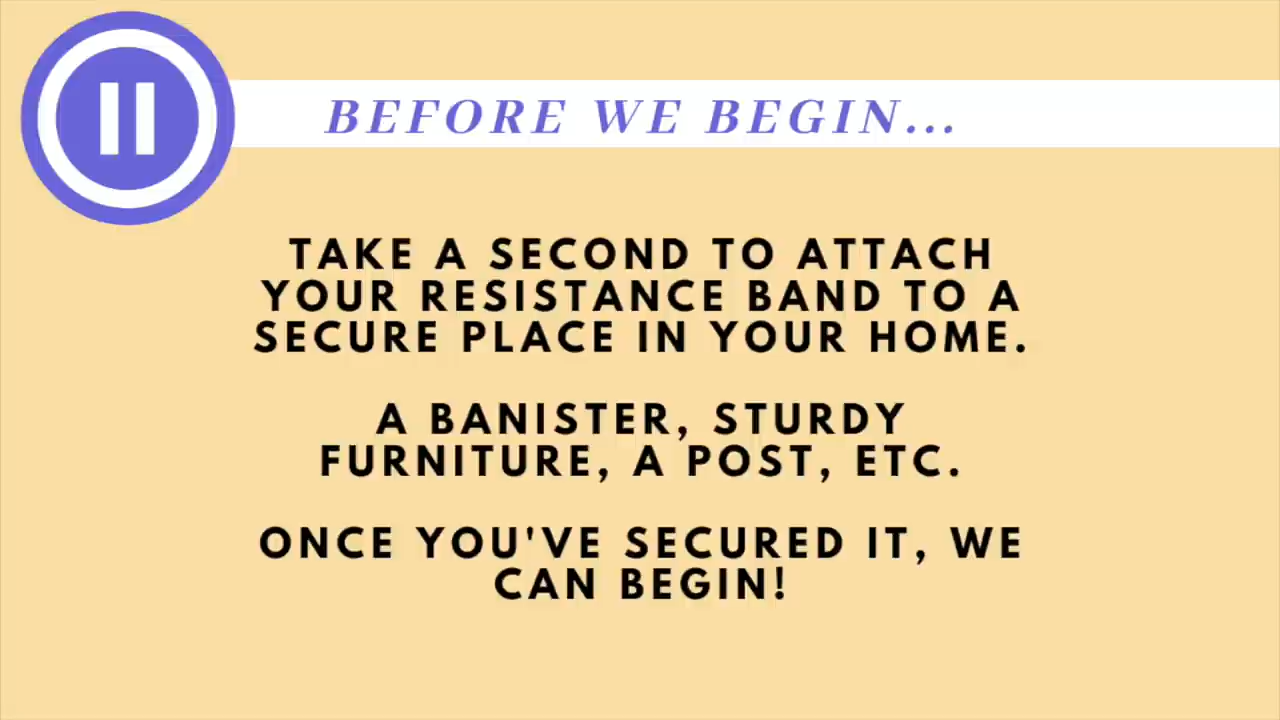 BEFORE WE BEGIN...
TAKE A SECOND TO ATTACH
YOUR RESISTANCE BAND TO A
SECURE PLACE IN YOUR HOME.
A BANISTER, STURDY
FURNITURE, A POST, ETC.
ONCE YOU'VE SECURED IT, WE
CAN BEGIN!